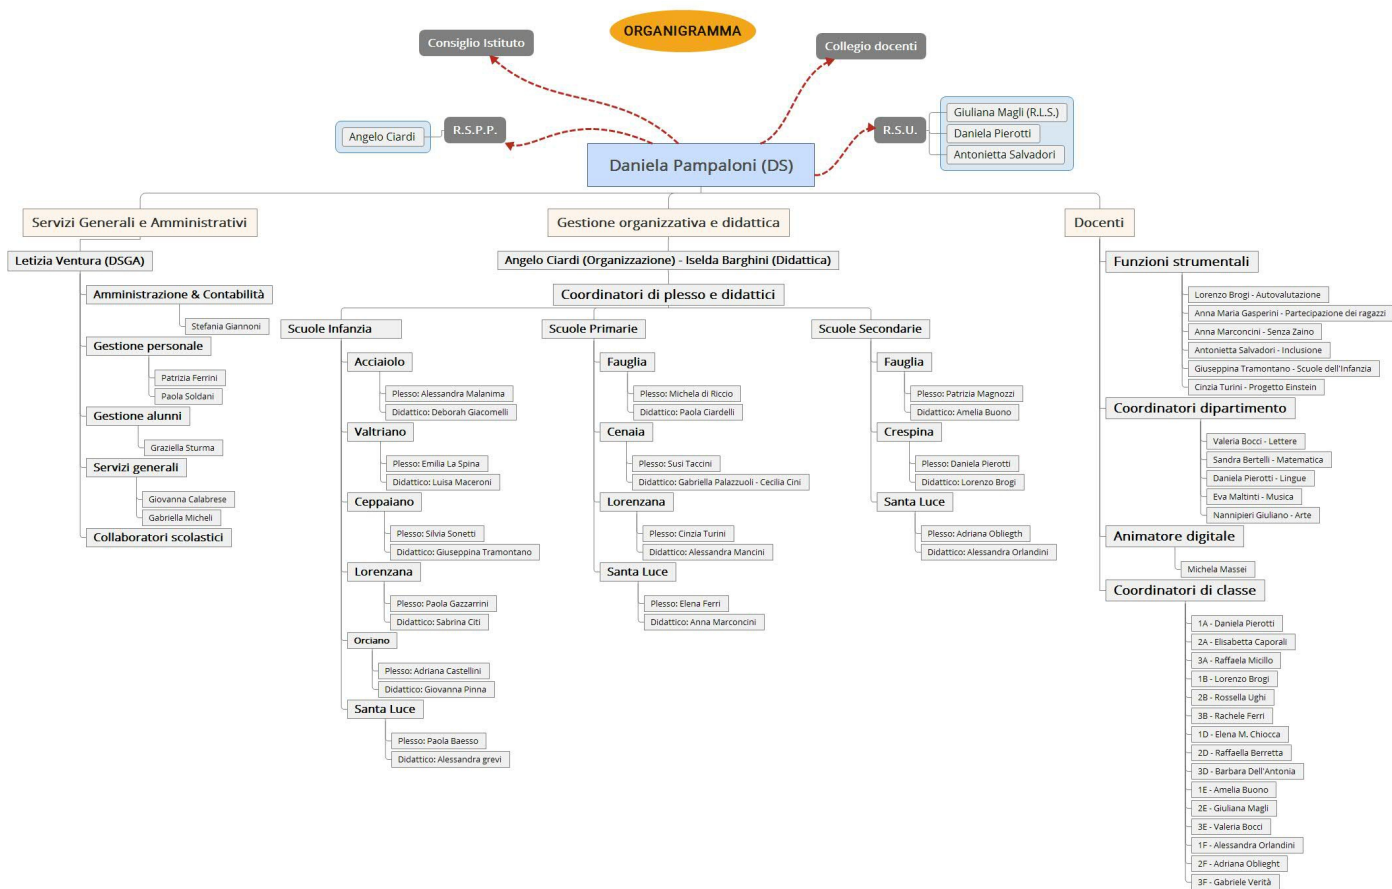 ORGANIGRAMMA
Consiglio Istituto
Collegio docenti
Angelo Ciardi
R.S.P.P.
R.S.U.
Giuliana Magli (R.L.S.)
Daniela Pierotti
Antonietta Salvadori
Daniela Pampaloni (DS)
Servizi Generali e Amministrativi
Letizia Ventura (DSGA)
Amministrazione & Contabilità
Stefania Giannoni
Gestione personale
Patrizia Ferrini
Paola Soldani
Gestione alunni
Graziella Sturma
Servizi generali
Giovanna Calabrese
Gabriella Micheli
Collaboratori scolastici
Gestione organizzativa e didattica
Angelo Ciardi (Organizzazione) - Iselda Barghini (Didattica)
Coordinatori di plesso e didattici
Scuole Infanzia
Acciaiolo
Plesso: Alessandra Malanima
Didattico: Deborah Giacomelli
Valtriano
Plesso: Emilia La Spina
Didattico: Luisa Maceroni
Ceppaiano
Plesso: Silvia Sonetti
Didattico: Giuseppina Tramontano
Lorenzana
Plesso: Paola Gazzarrini
Didattico: Sabrina Citi
Orciano
Plesso: Adriana Castellini
Didattico: Giovanna Pinna
Santa Luce
Plesso: Paola Baesso
Didattico: Alessandra grevi
Scuole Primarie
Fauglia
Plesso: Michela di Riccio
Didattico: Paola Ciardelli
Cenaia
Plesso: Susi Taccini
Didattico: Gabriella Palazzuoli - Cecilia Cini
Lorenzana
Plesso: Cinzia Turini
Didattico: Alessandra Mancini
Santa Luce
Plesso: Elena Ferri
Didattico: Anna Marconcini
Scuole Secondarie
Fauglia
Plesso: Patrizia Magnozzi
Didattico: Amelia Buono
Crespina
Plesso: Daniela Pierotti
Didattico: Lorenzo Brogi
Santa Luce
Plesso: Adriana Obliegth
Didattico: Alessandra Orlandini
Docenti
Funzioni strumentali
Lorenzo Brogi - Autovalutazione
Anna Maria Gasperini - Partecipazione dei ragazzi
Anna Marconcini - Senza Zaino
Antonietta Salvadori - Inclusione
Giuseppina Tramontano - Scuole dell'Infanzia
Cinzia Turini - Progetto Einstein
Coordinatori dipartimento
Valeria Bocci - Lettere
Sandra Bertelli - Matematica
Daniela Pierotti - Lingue
Eva Maltinti - Musica
Nannipieri Giuliano - Arte
Animatore digitale
Michela Massei
Coordinatori di classe
1A - Daniela Pierotti
2A - Elisabetta Caporali
3A - Raffaela Micillo
1B - Lorenzo Brogi
2B - Rossella Ughi
3B - Rachele Ferri
1D - Elena M. Chiocca
2D - Raffaella Berretta
3D - Barbara Dell'Antonia
1E - Amelia Buono
2E - Giuliana Magli
3E - Valeria Bocci
1F - Alessandra Orlandini
2F - Adriana Oblieght
3F - Gabriele Verità